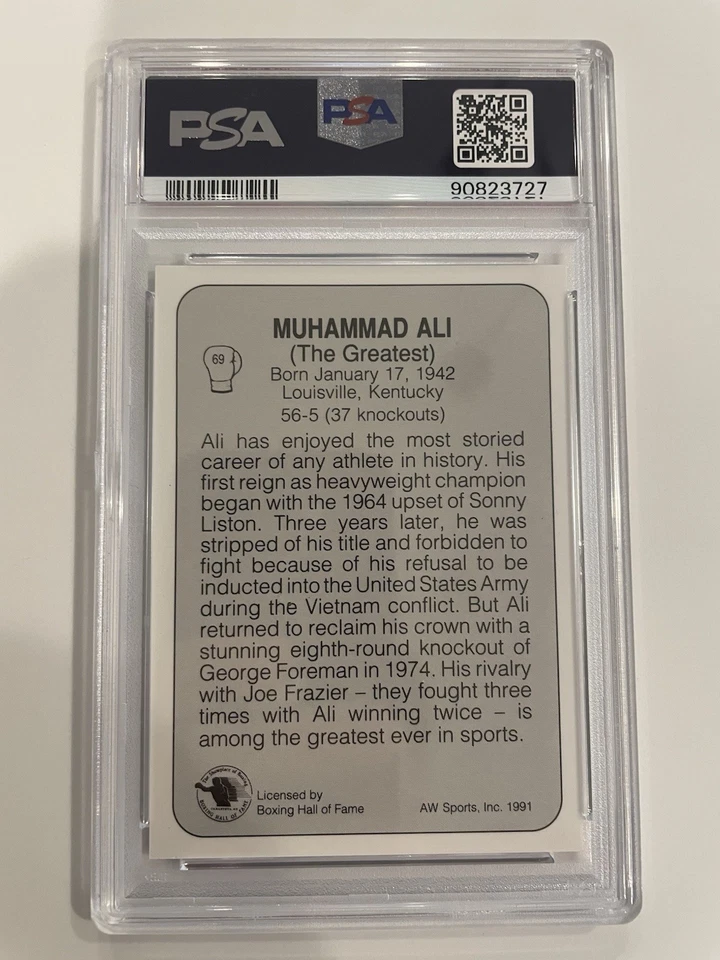 PSA
PSA
90823727
69
MUHAMMAD ALI
(The Greatest)
Born January 17, 1942
Louisville, Kentucky
56-5 (37 knockouts)
Ali has enjoyed the most storied
career of any athlete in history. His
first reign as heavyweight champion
began with the 1964 upset of Sonny
Liston. Three years later, he was
stripped of his title and forbidden to
fight because of his refusal to be
inducted into the United States Army
during the Vietnam conflict. But Ali
returned to reclaim his crown with a
stunning eighth-round knockout of
George Foreman in 1974. His rivalry
with Joe Frazier – they fought three
times with Ali winning twice – is
among the greatest ever in sports.
BOXING HALL OF FAME
Licensed by
Boxing Hall of Fame
AW Sports, Inc. 1991